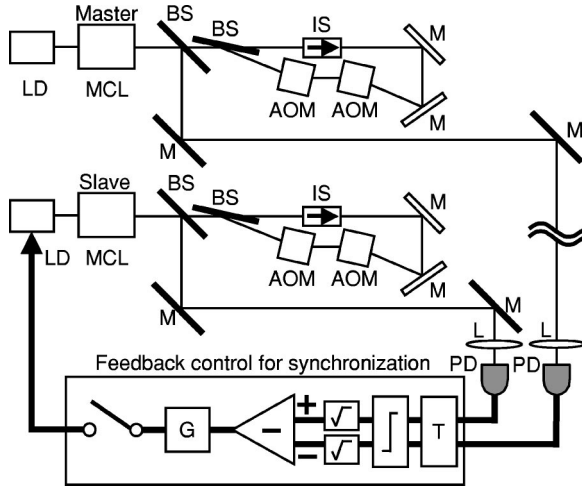 Master
BS
BS
IS
M
LD
MCL
AOM
AOM
M
M
M
Slave
BS
BS
IS
M
LD
MCL
AOM
AOM
M
M
M
L
L
PD
PD
Feedback control for synchronization
+
√
G
−
T
−
√